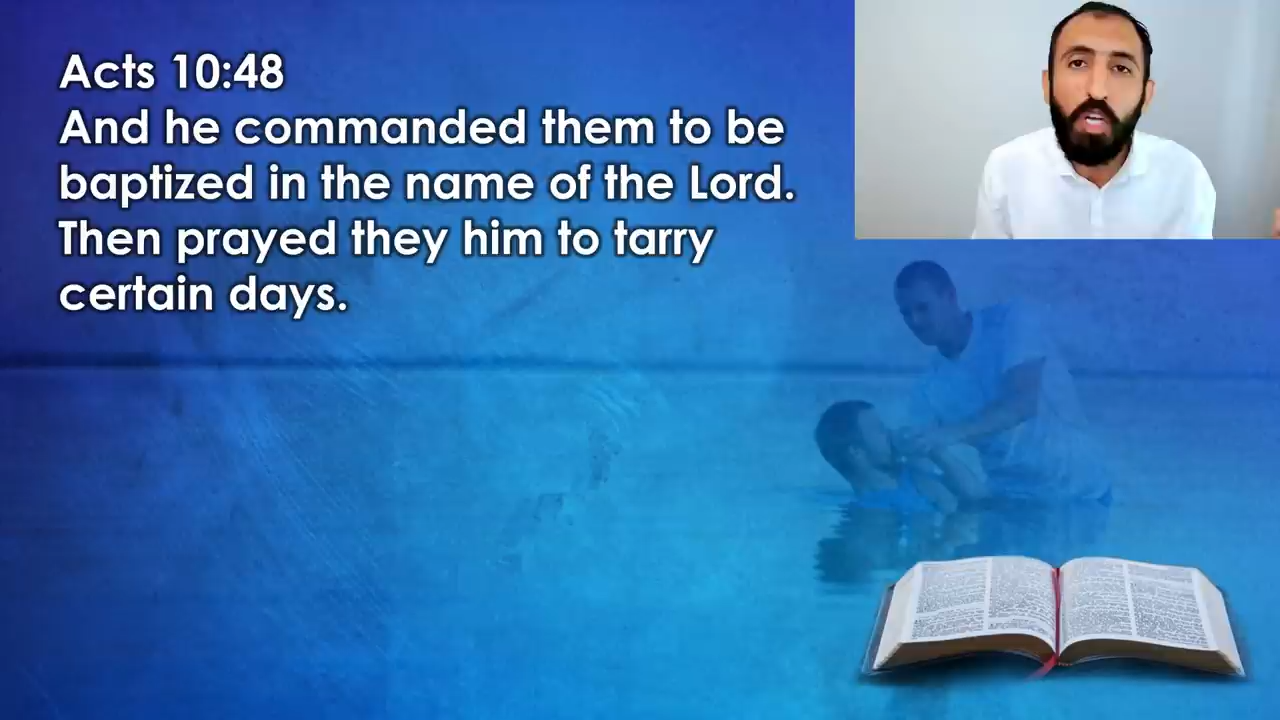 Acts 10:48
And he commanded them to be
baptized in the name of the Lord.
Then prayed they him to tarry
certain days.